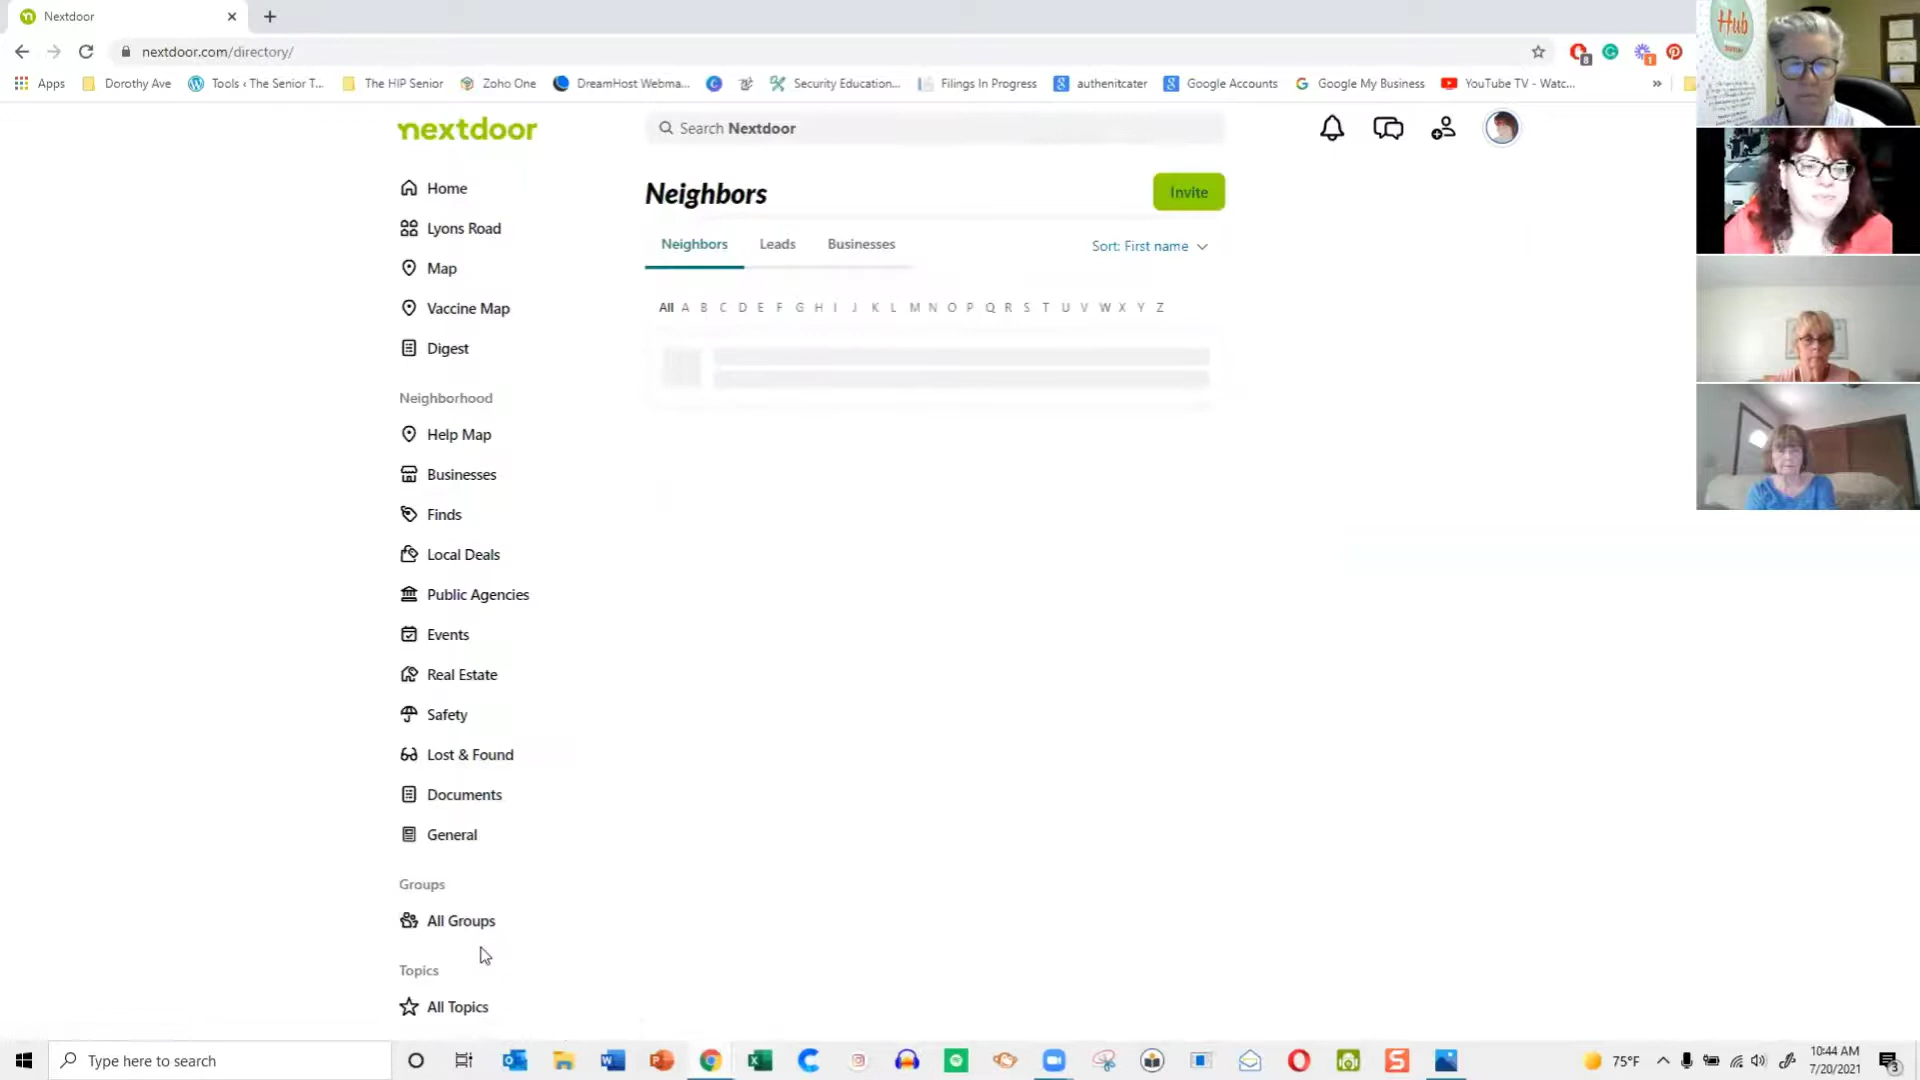 Nextdoor
nextdoor.com/directory/
8
1
Apps
Dorothy Ave
Tools ‹ The Senior T...
The HIP Senior
Zoho One
DreamHost Webma...
Security Education...
Filings In Progress
authenitcater
Google Accounts
Google My Business
YouTube TV - Watc...
»
Hub
nextdoor
Search Nextdoor
Home
Lyons Road
Map
Vaccine Map
Digest
Neighborhood
Help Map
Businesses
Finds
Local Deals
Public Agencies
Events
Real Estate
Safety
Lost & Found
Documents
General
Groups
All Groups
Topics
All Topics
Neighbors
Invite
Neighbors Leads Businesses
Sort: First name
All A B C D E F G H I J K L M N O P Q R S T U V W X Y Z
Type here to search
75°F
10:44 AM
7/20/2021
3